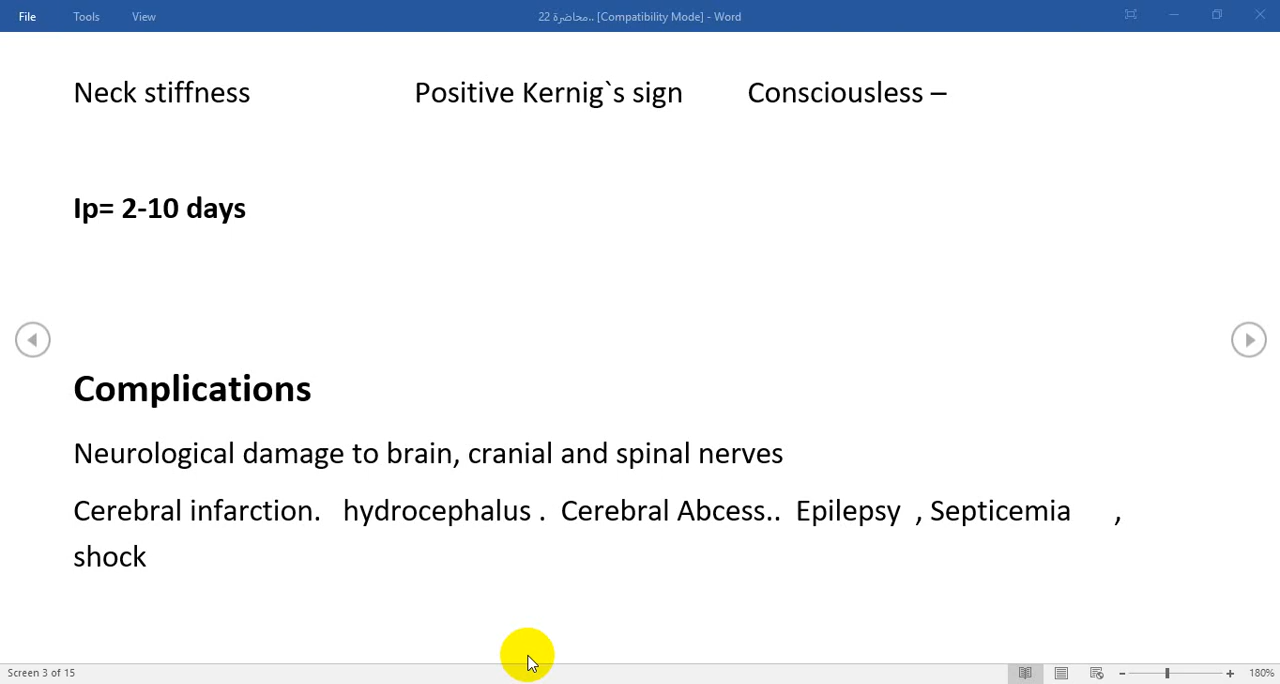 File Tools View 22 محاضرة.. [Compatibility Mode] - Word
Neck stiffness Positive Kernig`s sign Consciousless –
Ip= 2-10 days
Complications
Neurological damage to brain, cranial and spinal nerves
Cerebral infarction. hydrocephalus . Cerebral Abcess.. Epilepsy , Septicemia ,
shock
Screen 3 of 15 180%